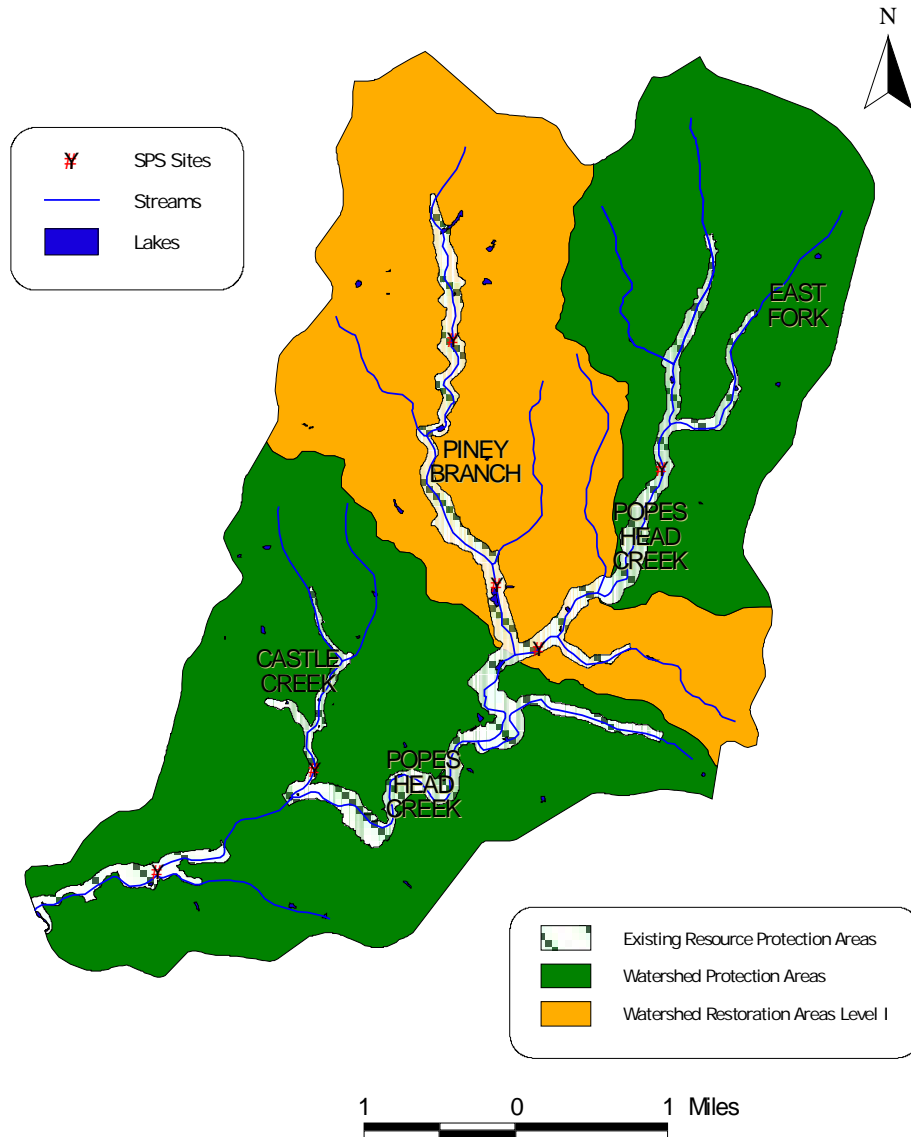 N
SPS Sites
Streams
Lakes
EAST
FORK
PINEY
BRANCH
POPES
HEAD
CREEK
CASTLE
CREEK
POPES
HEAD
CREEK
Existing Resource Protection Areas
Watershed Protection Areas
Watershed Restoration Areas Level I
1 0 1 Miles